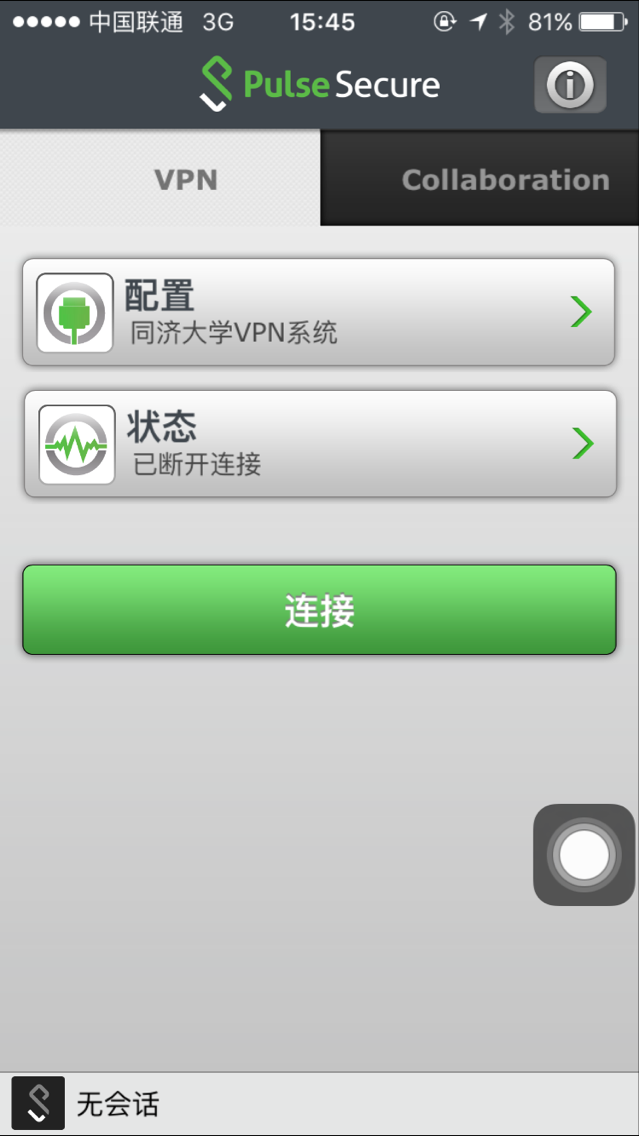 中国联通 3G 15:45 81%
Pulse Secure
VPN Collaboration
配置
同济大学VPN系统
状态
已断开连接
连接
无会话